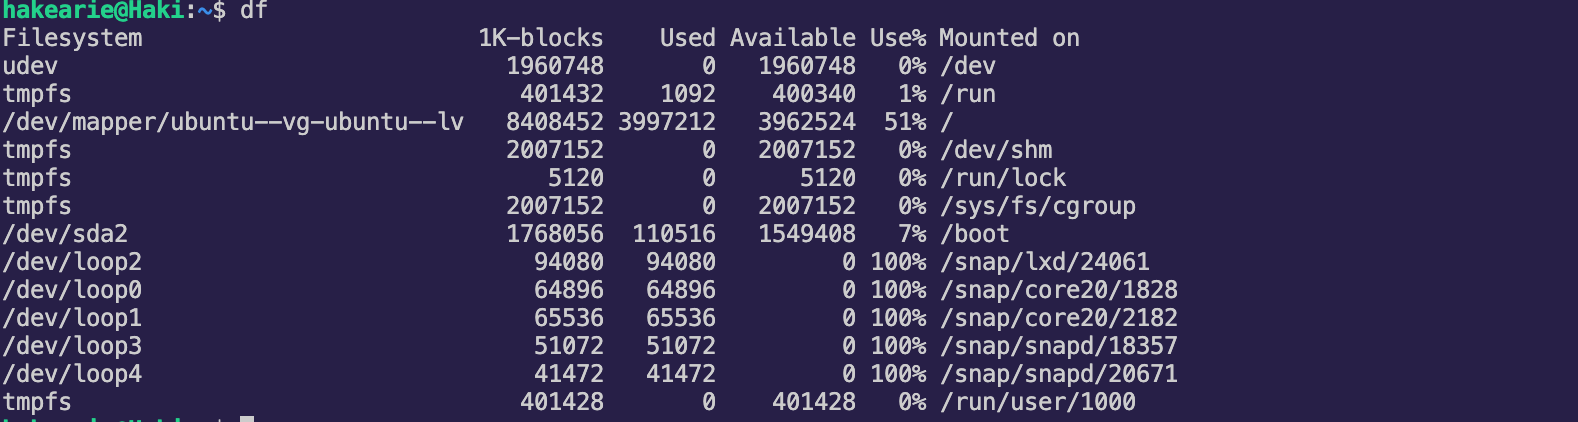 hakearie@Haki:~$ df
Filesystem                        1K-blocks    Used Available Use% Mounted on
udev                                1960748       0   1960748   0% /dev
tmpfs                                401432    1092    400340   1% /run
/dev/mapper/ubuntu--vg-ubuntu--lv   8408452 3997212   3962524  51% /
tmpfs                               2007152       0   2007152   0% /dev/shm
tmpfs                                  5120       0      5120   0% /run/lock
tmpfs                               2007152       0   2007152   0% /sys/fs/cgroup
/dev/sda2                           1768056  110516   1549408   7% /boot
/dev/loop2                            94080   94080         0 100% /snap/lxd/24061
/dev/loop0                            64896   64896         0 100% /snap/core20/1828
/dev/loop1                            65536   65536         0 100% /snap/core20/2182
/dev/loop3                            51072   51072         0 100% /snap/snapd/18357
/dev/loop4                            41472   41472         0 100% /snap/snapd/20671
tmpfs                                401428       0    401428   0% /run/user/1000